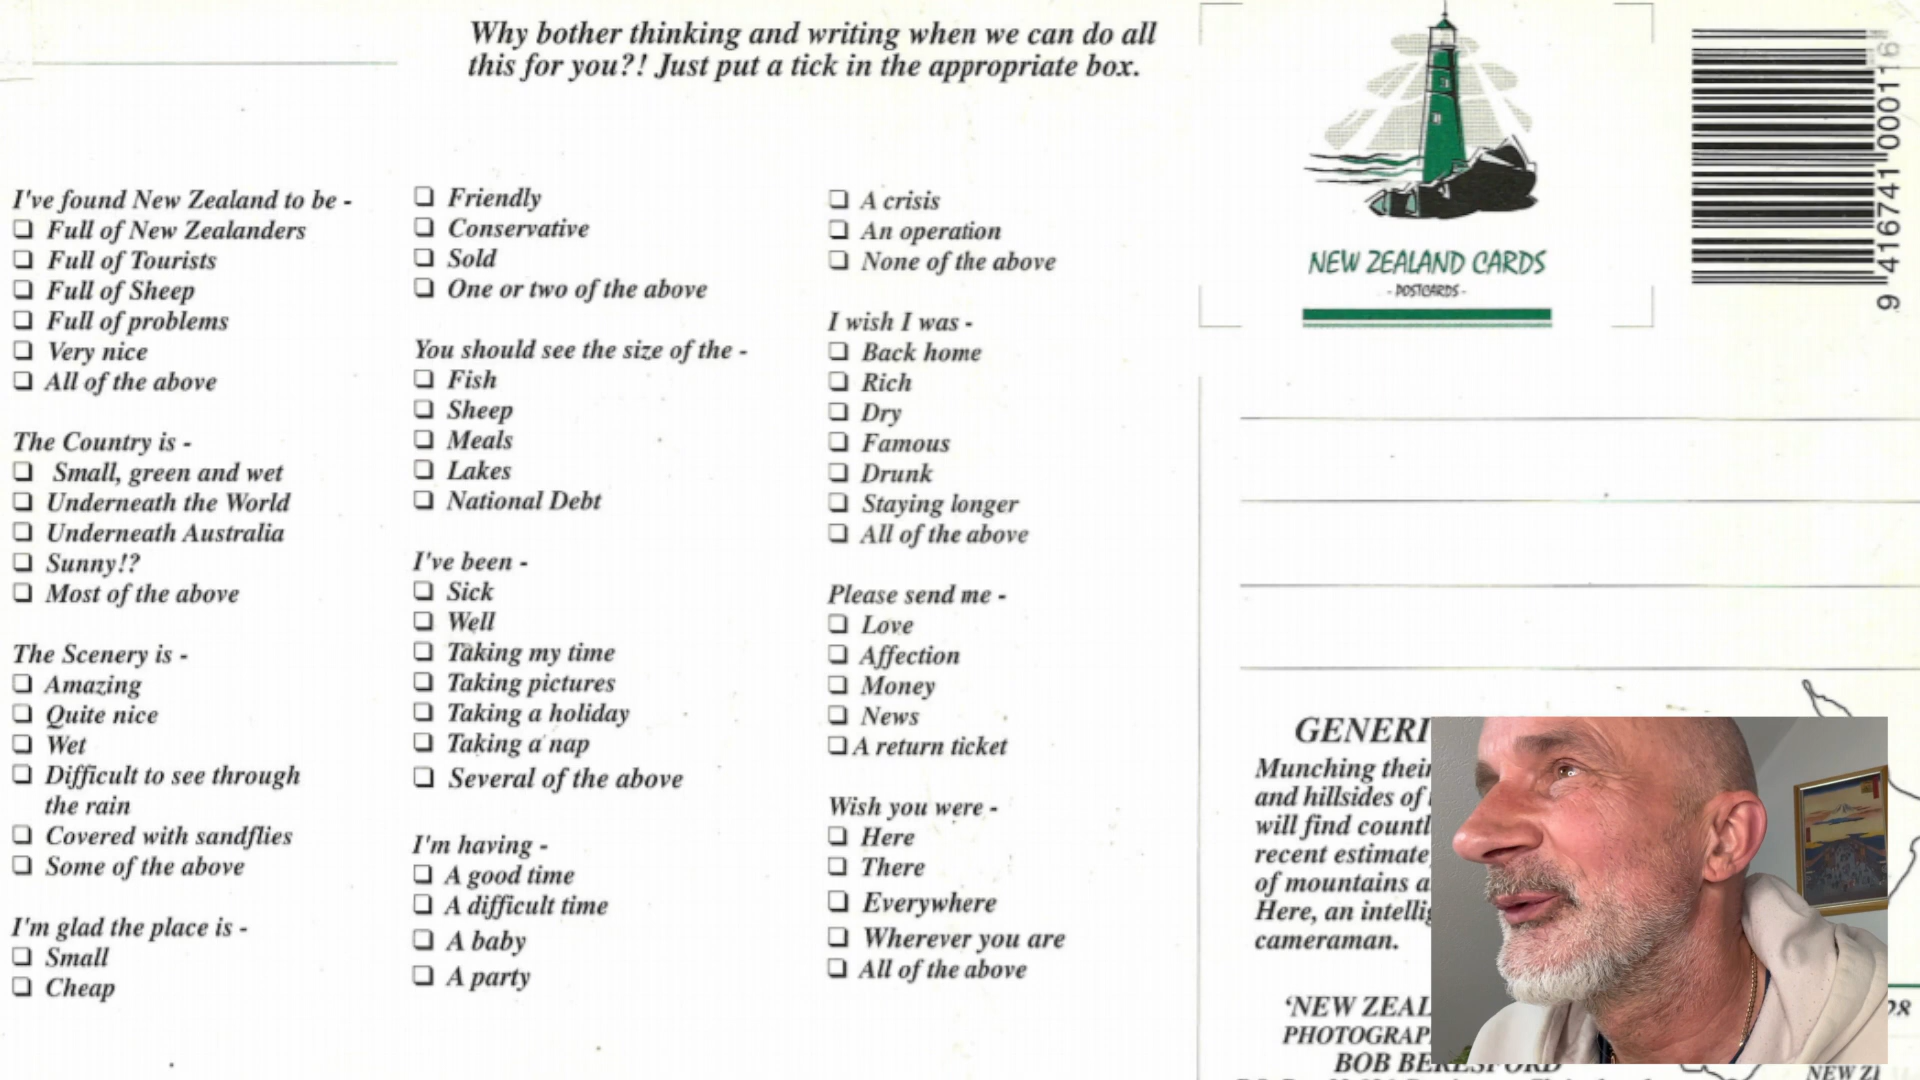 Why bother thinking and writing when we can do all
this for you?! Just put a tick in the appropriate box.
I've found New Zealand to be -
Full of New Zealanders
Full of Tourists
Full of Sheep
Full of problems
Very nice
All of the above
The Country is -
Small, green and wet
Underneath the World
Underneath Australia
Sunny!?
Most of the above
The Scenery is -
Amazing
Quite nice
Wet
Difficult to see through
the rain
Covered with sandflies
Some of the above
I'm glad the place is -
Small
Cheap
Friendly
Conservative
Sold
One or two of the above
You should see the size of the -
Fish
Sheep
Meals
Lakes
National Debt
I've been -
Sick
Well
Taking my time
Taking pictures
Taking a holiday
Taking a nap
Several of the above
I'm having -
A good time
A difficult time
A baby
A party
A crisis
An operation
None of the above
I wish I was -
Back home
Rich
Dry
Famous
Drunk
Staying longer
All of the above
Please send me -
Love
Affection
Money
News
A return ticket
Wish you were -
Here
There
Everywhere
Wherever you are
All of the above
NEW ZEALAND CARDS
- POSTCARDS -
9 416741 000116
GENERI
Munching their
and hillsides of
will find countl
recent estimate
of mountains a
Here, an intellig
cameraman.
'NEW ZEAL
PHOTOGRAP
BOB BERESFORD
NEW ZE